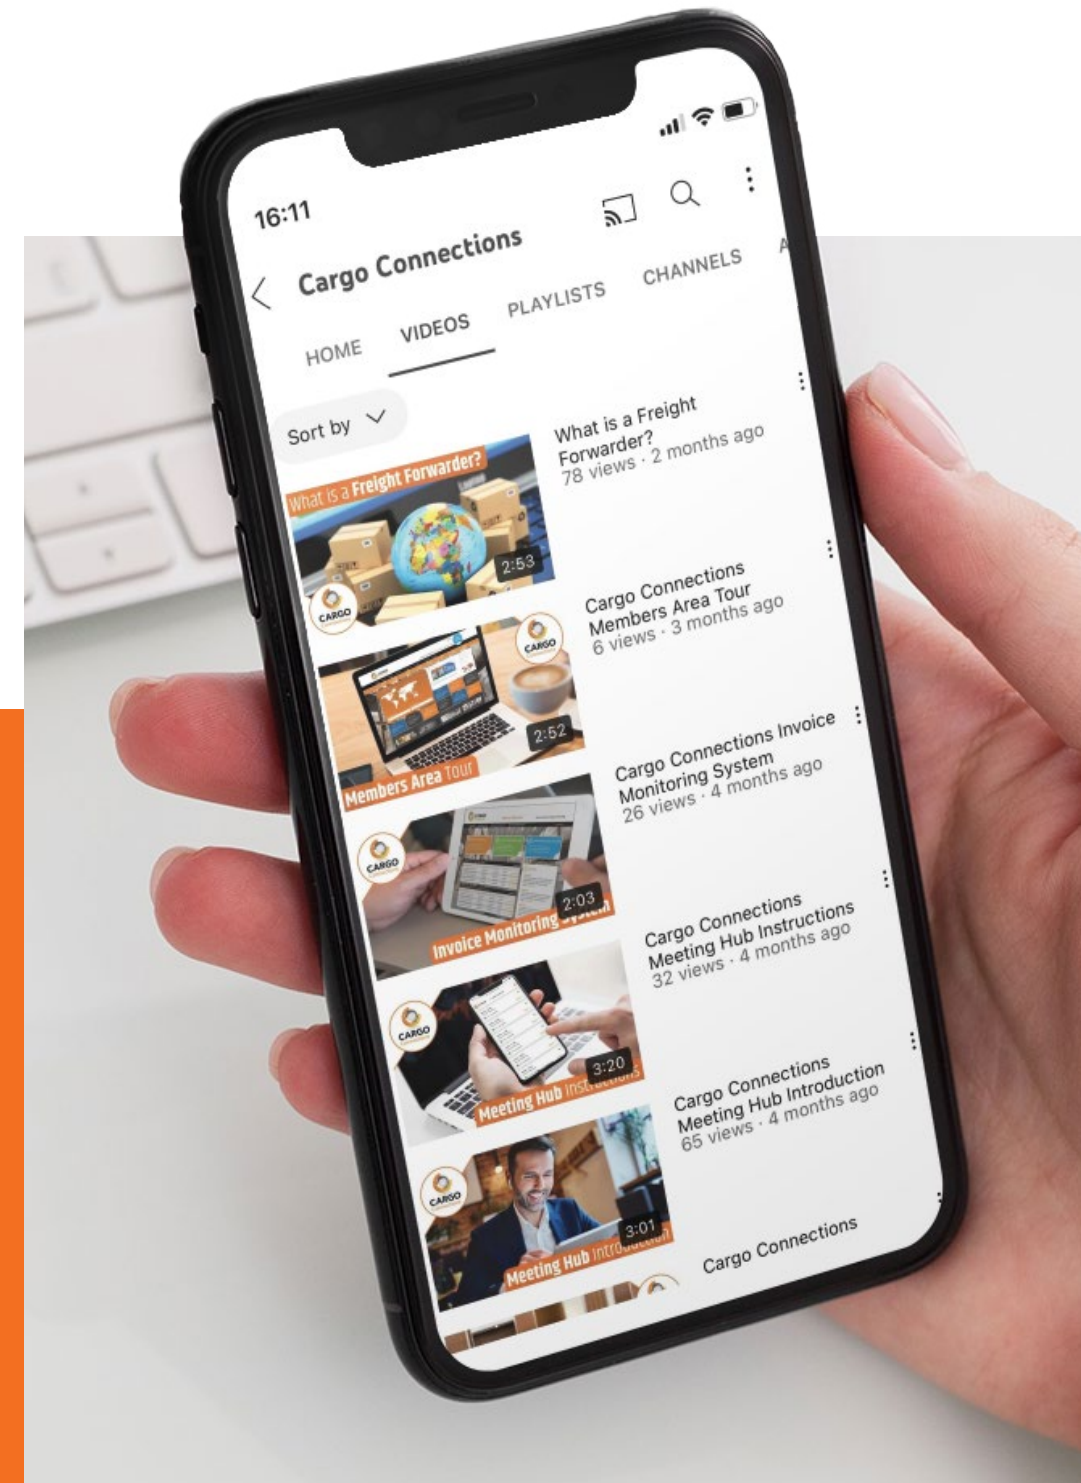 16:11
Cargo Connections
HOME
VIDEOS
PLAYLISTS
CHANNELS
A
Sort by
What is a Freight Forwarder?
2:53
CARGO
What is a Freight
Forwarder?
78 views · 2 months ago
CARGO
2:52
Members Area Tour
Cargo Connections
Members Area Tour
6 views · 3 months ago
CARGO
2:03
Invoice Monitoring System
Cargo Connections Invoice
Monitoring System
26 views · 4 months ago
CARGO
3:20
Meeting Hub Instructions
Cargo Connections
Meeting Hub Instructions
32 views · 4 months ago
CARGO
3:01
Meeting Hub Introduction
Cargo Connections
Meeting Hub Introduction
65 views · 4 months ago
Cargo Connections